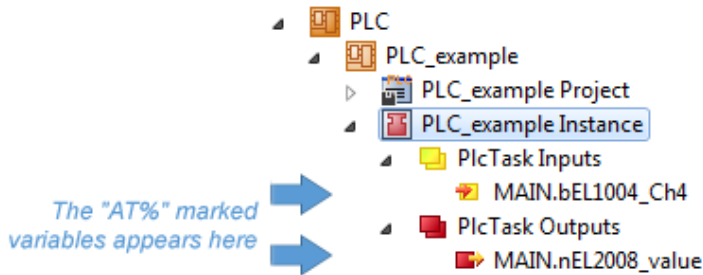 PLC
PLC_example
PLC_example Project
PLC_example Instance
PlcTask Inputs
MAIN.bEL1004_Ch4
PlcTask Outputs
MAIN.nEL2008_value
The "AT%" marked
variables appears here